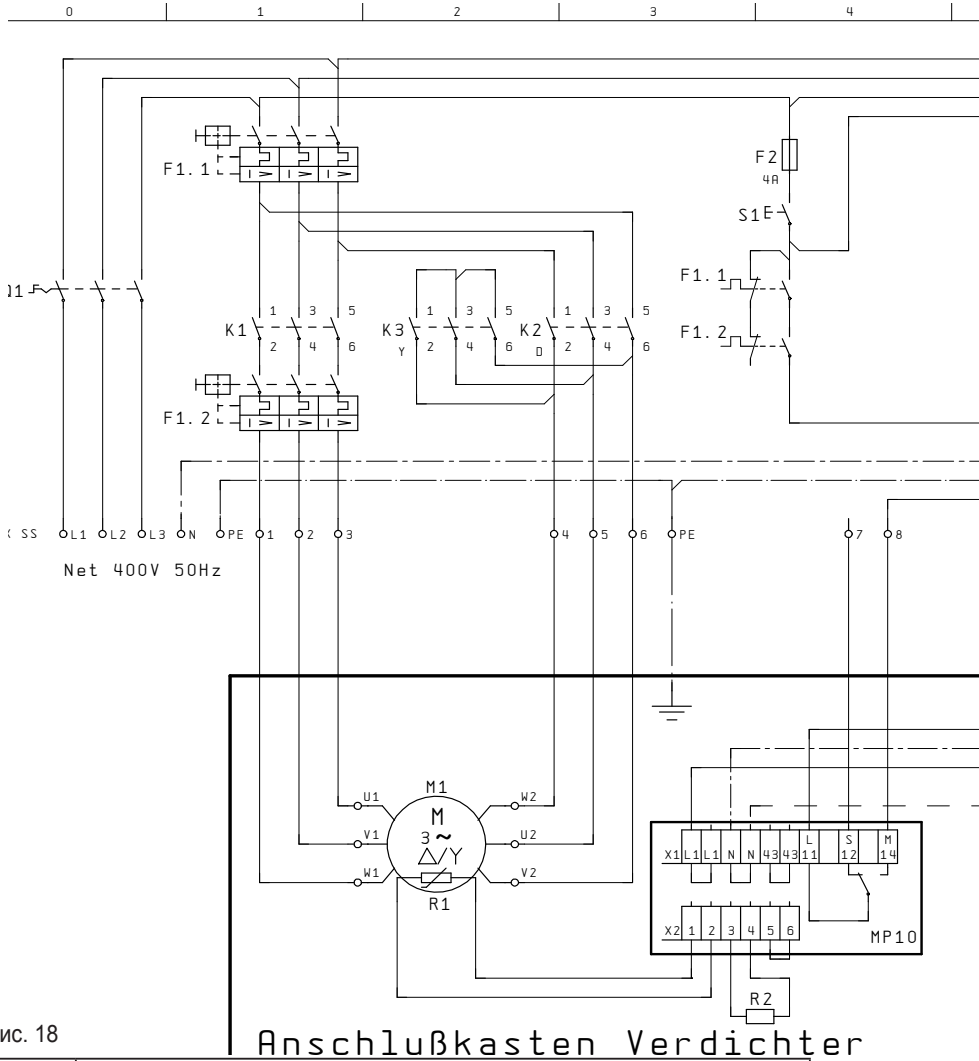 0 1 2 3 4
F1.1
F2
4A
S1E
F1.1
1 3 5
K1
2 4 6
K3
Y
1 3 5
2 4 6
K2
D
1 3 5
2 4 6
F1.2
F1.2
SS L1 L2 L3 N PE 1 2 3 4 5 6 PE 7 8
Net 400V 50Hz
M1
U1 W2
M
V1 3~ U2
Δ/Y
W1 V2
R1
L S M
X1 L1 L1 N N 43 43 11 12 14
X2 1 2 3 4 5 6
MP10
R2
ис. 18
Anschlußkasten Verdichter